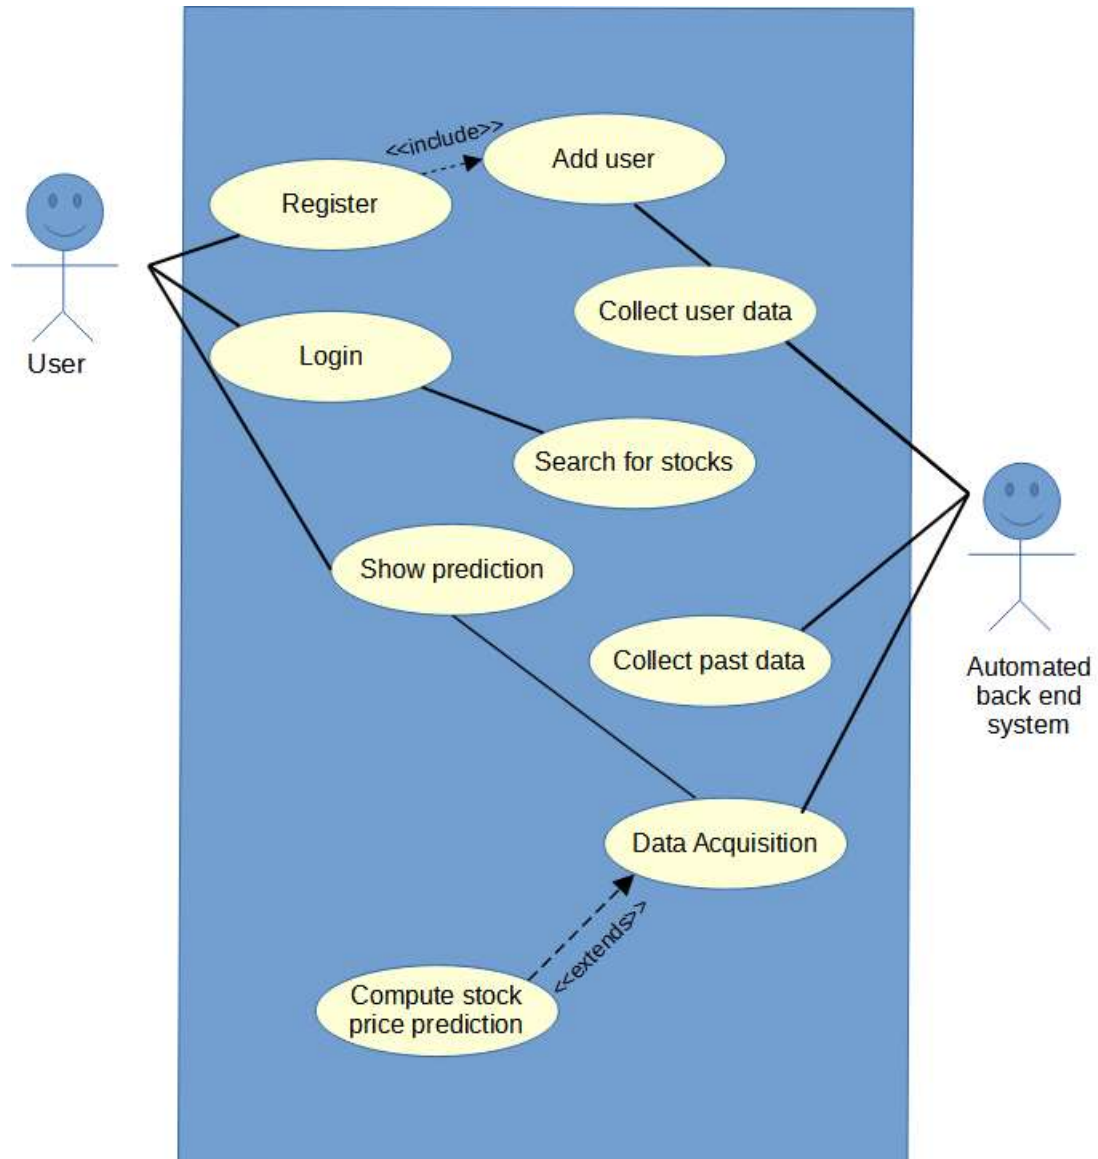 <<include>>
Add user
Register
Collect user data
Login
User
Search for stocks
Show prediction
Collect past data
Automated
back end
system
Data Acquisition
<<extends>>
Compute stock
price prediction